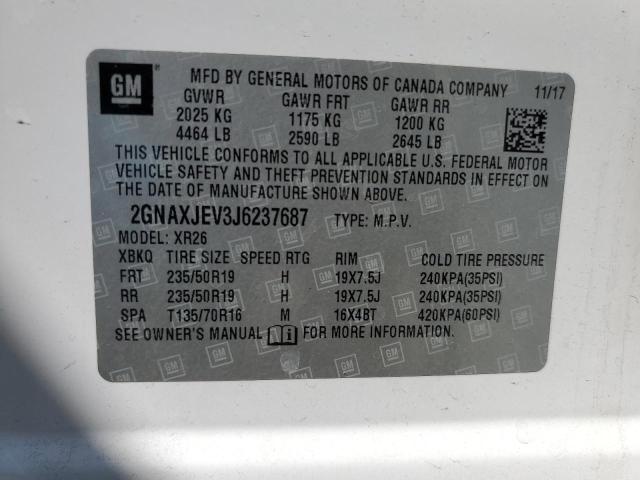 GM ® MFD BY GENERAL MOTORS OF CANADA COMPANY 11/17
GVWR GAWR FRT GAWR RR
2025 KG 1175 KG 1200 KG
4464 LB 2590 LB 2645 LB
THIS VEHICLE CONFORMS TO ALL APPLICABLE U.S. FEDERAL MOTOR
VEHICLE SAFETY AND THEFT PREVENTION STANDARDS IN EFFECT ON
THE DATE OF MANUFACTURE SHOWN ABOVE.
2GNAXJEV3J6237687 TYPE: M.P.V.
MODEL: XR26
XBKQ TIRE SIZE SPEED RTG RIM COLD TIRE PRESSURE
FRT 235/50R19 H 19X7.5J 240KPA(35PSI)
RR 235/50R19 H 19X7.5J 240KPA(35PSI)
SPA T135/70R16 M 16X4BT 420KPA(60PSI)
SEE OWNER'S MANUAL FOR MORE INFORMATION.